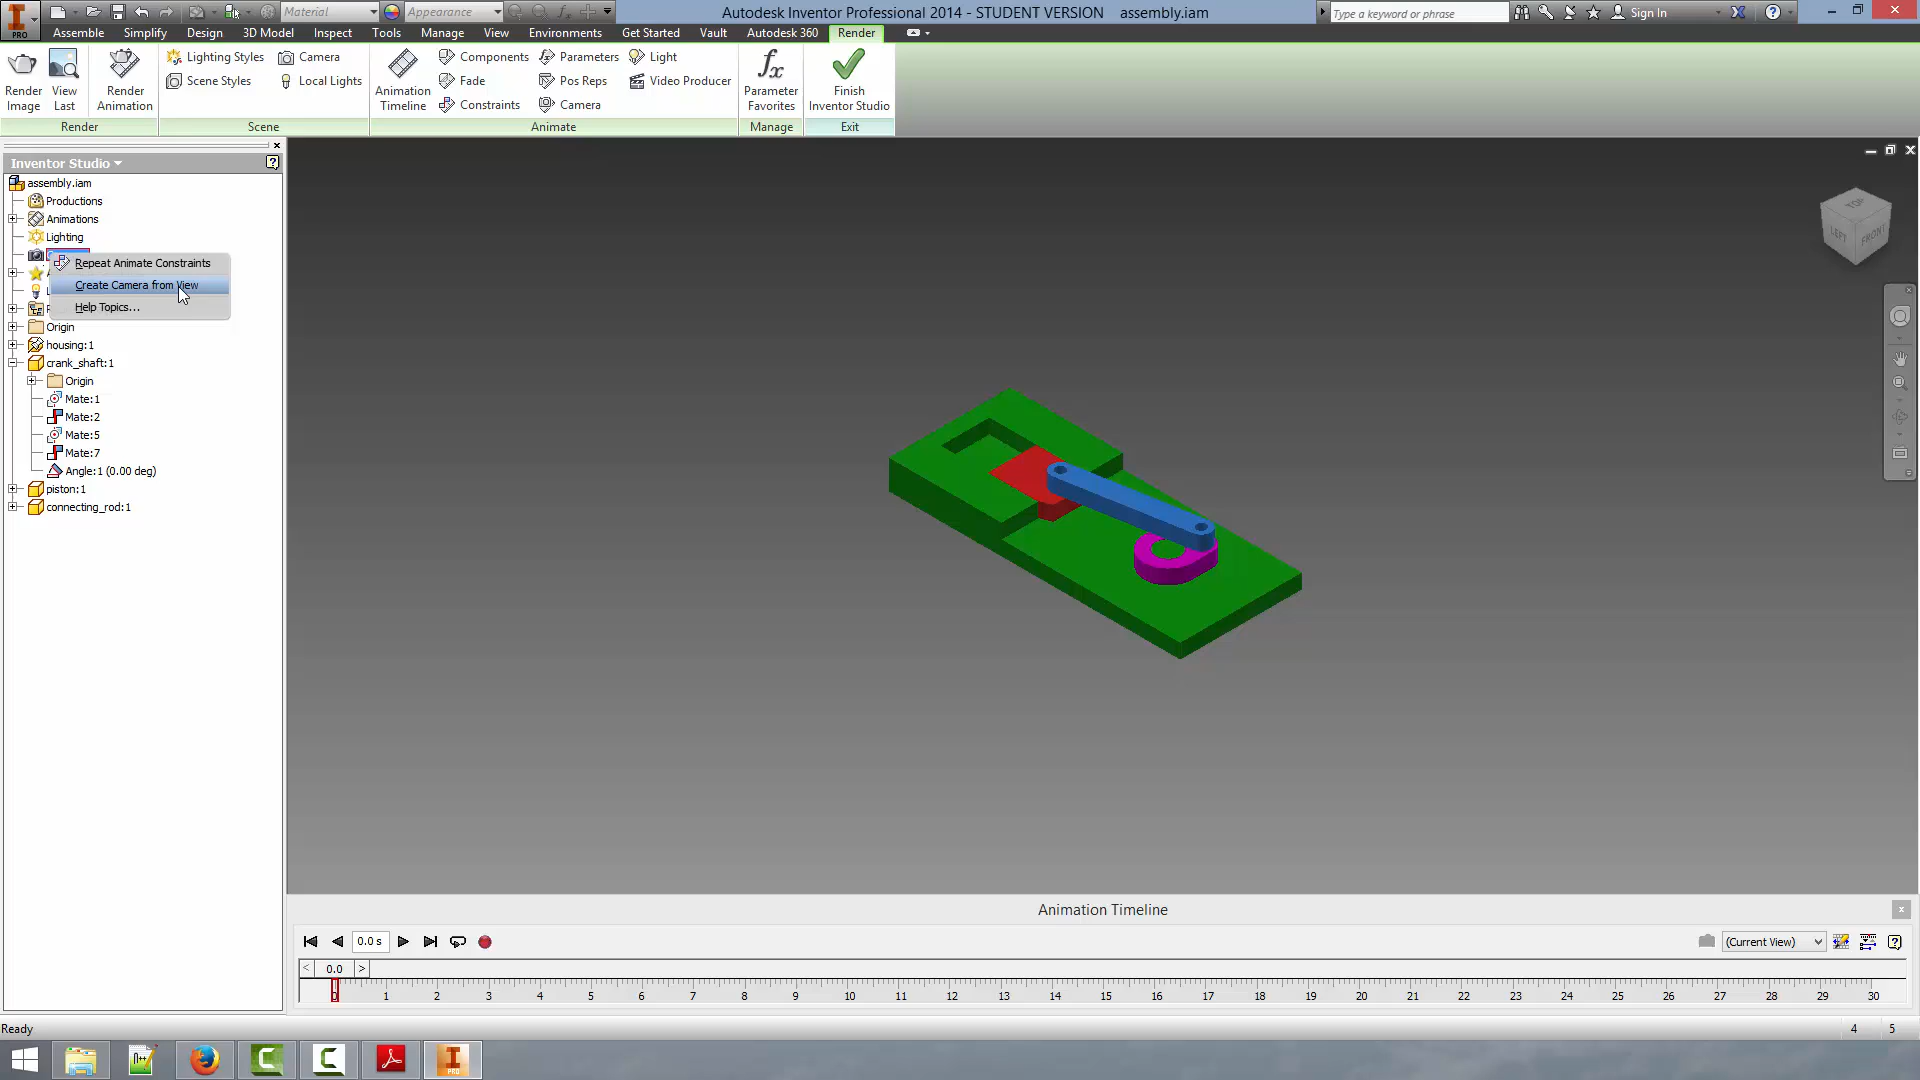 Material
Appearance
Autodesk Inventor Professional 2014 - STUDENT VERSION assembly.iam
Type a keyword or phrase
Sign In
PRO
Assemble Simplify Design 3D Model Inspect Tools Manage View Environments Get Started Vault Autodesk 360 Render
Render Image
View Last
Render Animation
Lighting Styles
Camera
Scene Styles
Local Lights
Animation Timeline
Components
Fade
Constraints
Parameters
Pos Reps
Camera
Light
Video Producer
Parameter Favorites
Finish Inventor Studio
Render
Scene
Animate
Manage
Exit
Inventor Studio
assembly.iam
Productions
Animations
Lighting
Repeat Animate Constraints
Create Camera from View
Help Topics...
Origin
housing:1
crank_shaft:1
Origin
Mate:1
Mate:2
Mate:5
Mate:7
Angle:1 (0.00 deg)
piston:1
connecting_rod:1
TOP
LEFT
FRONT
Animation Timeline
0.0 s
(Current View)
< 0.0 >
0 1 2 3 4 5 6 7 8 9 10 11 12 13 14 15 16 17 18 19 20 21 22 23 24 25 26 27 28 29 30
Ready
4 5
PRO